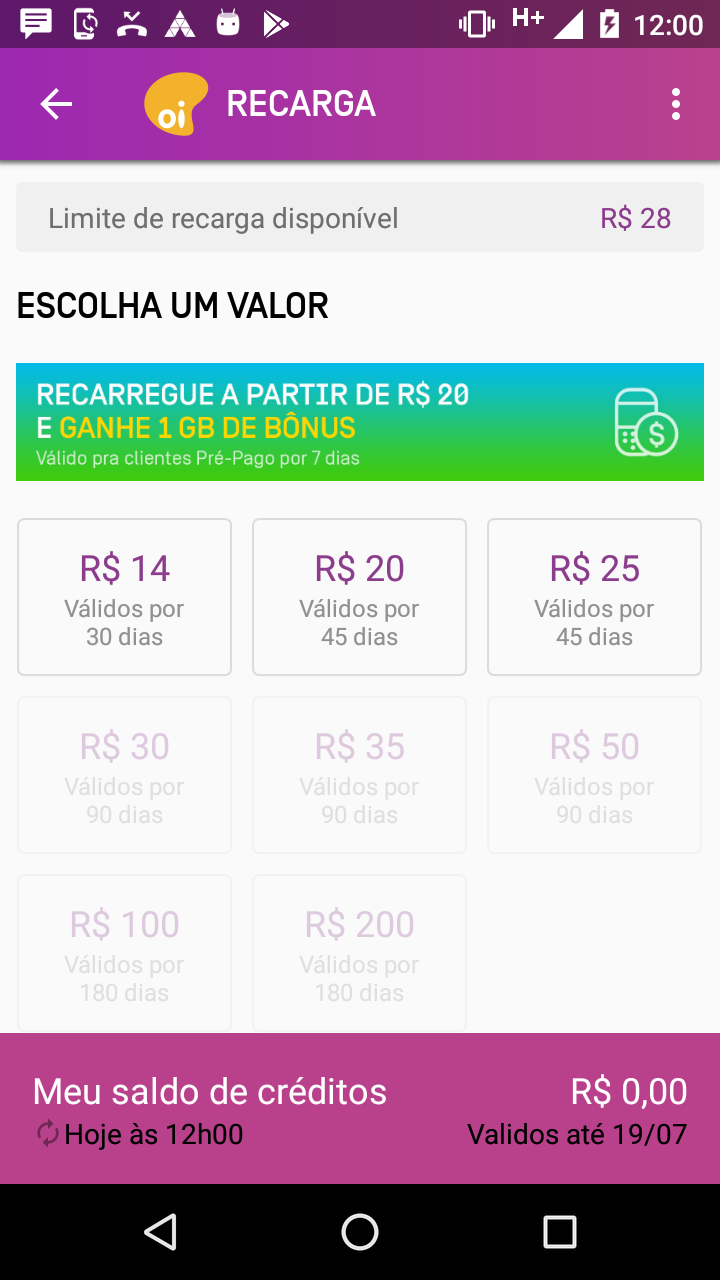 H+ 12:00
oi RECARGA
Limite de recarga disponível R$ 28
ESCOLHA UM VALOR
RECARREGUE A PARTIR DE R$ 20
E GANHE 1 GB DE BÔNUS
Válido pra clientes Pré-Pago por 7 dias
R$ 14
Válidos por
30 dias
R$ 20
Válidos por
45 dias
R$ 25
Válidos por
45 dias
R$ 30
Válidos por
90 dias
R$ 35
Válidos por
90 dias
R$ 50
Válidos por
90 dias
R$ 100
Válidos por
180 dias
R$ 200
Válidos por
180 dias
Meu saldo de créditos R$ 0,00
Hoje às 12h00 Validos até 19/07